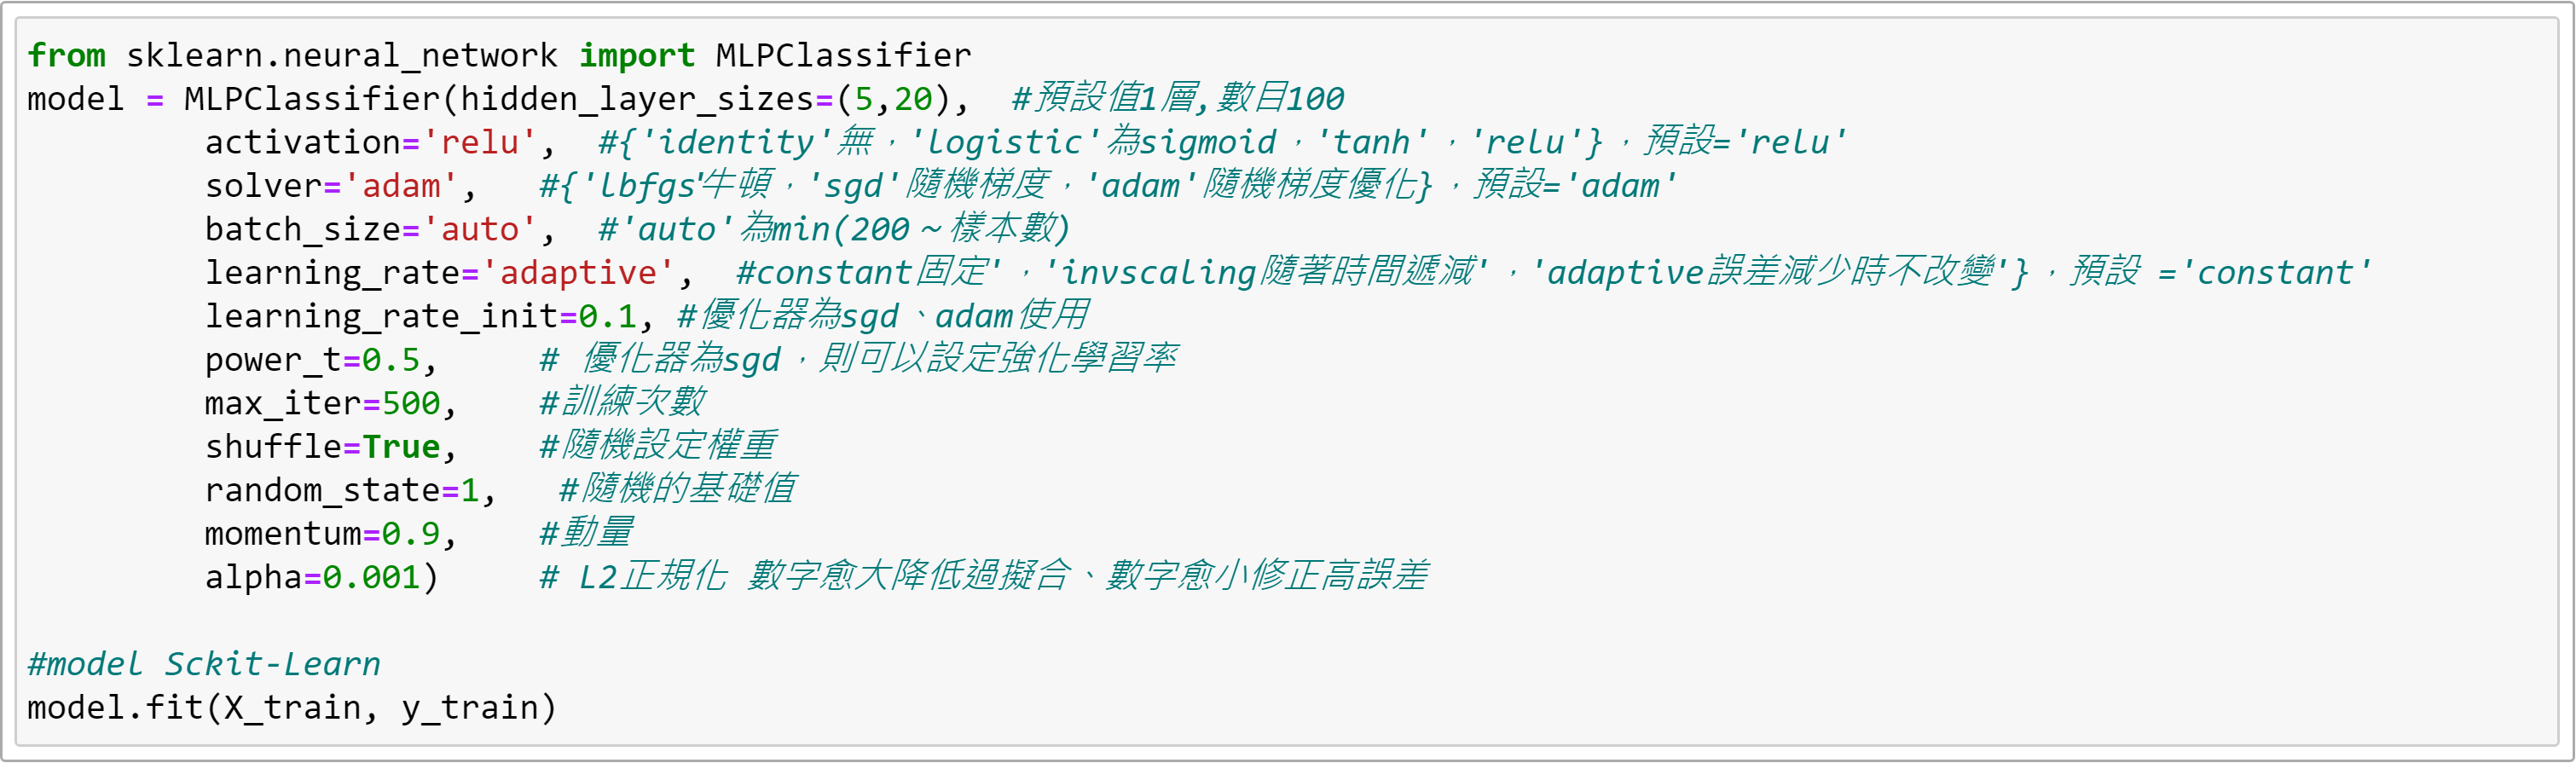 from sklearn.neural_network import MLPClassifier
model = MLPClassifier(hidden_layer_sizes=(5,20),  #預設值1層,數目100
         activation='relu',  #{'identity'無，'logistic'為sigmoid，'tanh'，'relu'}，預設='relu'
         solver='adam',   #{'lbfgs'牛頓，'sgd'隨機梯度，'adam'隨機梯度優化}，預設='adam'
         batch_size='auto',  #'auto'為min(200～樣本數)
         learning_rate='adaptive',  #constant固定'，'invscaling隨著時間遞減'，'adaptive誤差減少時不改變'}，預設 ='constant'
         learning_rate_init=0.1, #優化器為sgd、adam使用
         power_t=0.5,     # 優化器為sgd，則可以設定強化學習率
         max_iter=500,    #訓練次數
         shuffle=True,    #隨機設定權重
         random_state=1,   #隨機的基礎值
         momentum=0.9,    #動量
         alpha=0.001)     # L2正規化 數字愈大降低過擬合、數字愈小修正高誤差
#model Sckit-Learn
model.fit(X_train, y_train)